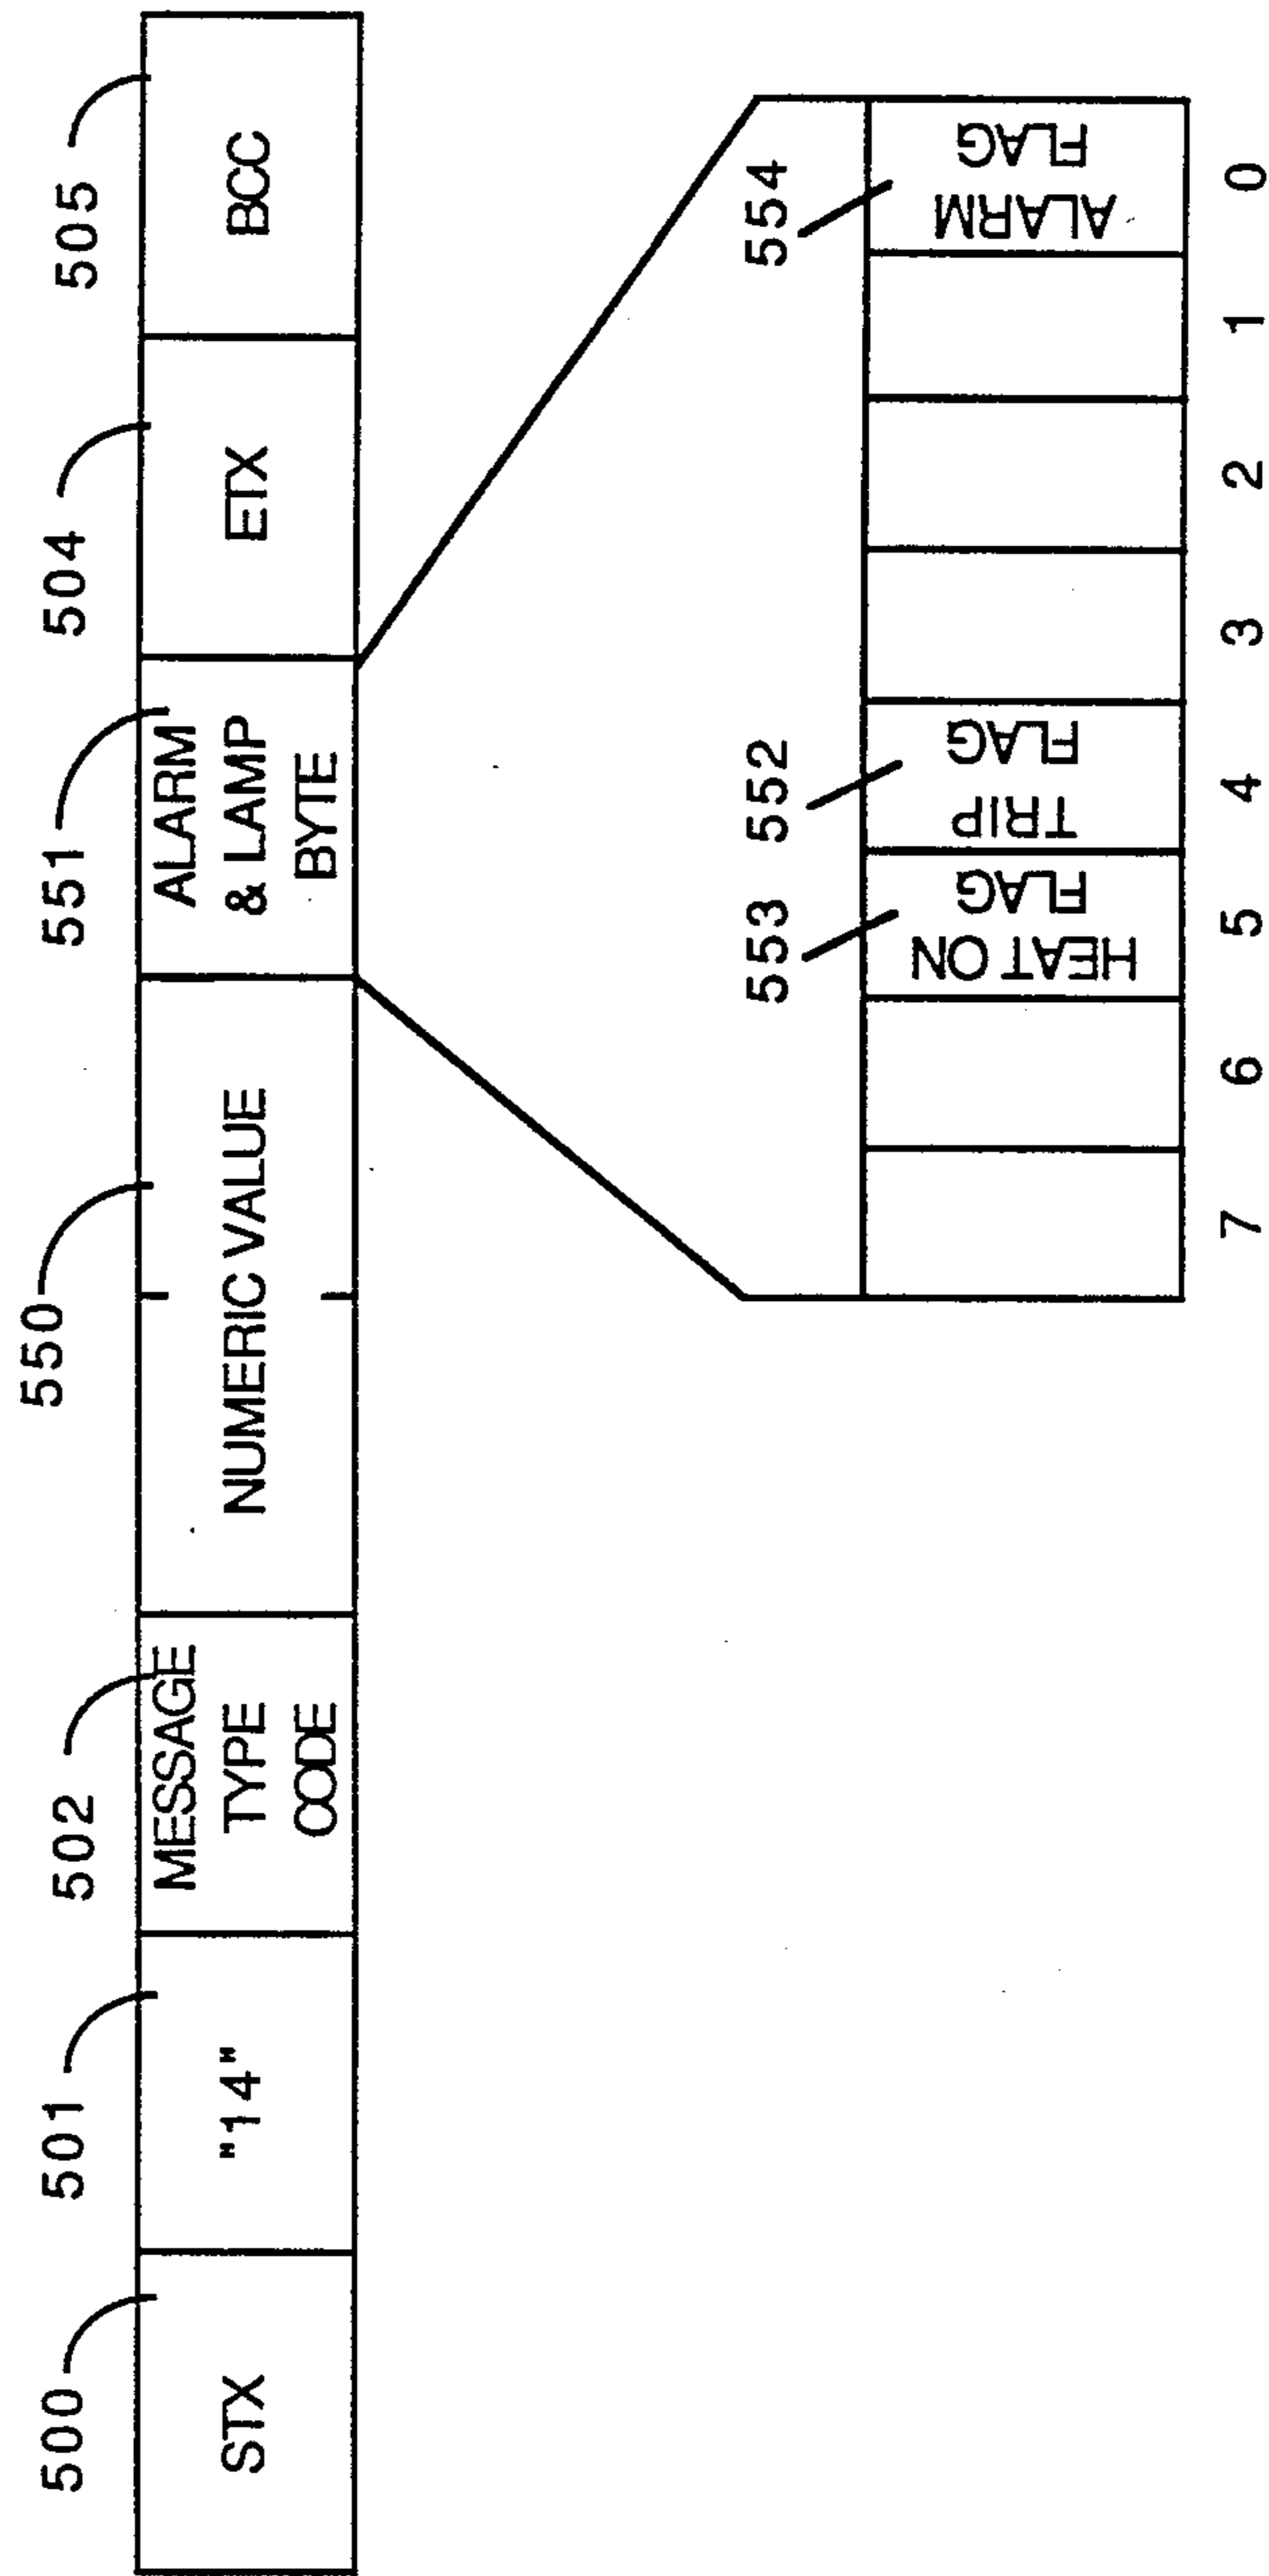 500
501
502
550
551
504
505
STX
"14"
MESSAGE
TYPE
CODE
NUMERIC VALUE
ALARM
& LAMP
BYTE
ETX
BCC
553
552
554
HEAT ON
FLAG
TRIP
FLAG
ALARM
FLAG
7 6 5 4 3 2 1 0